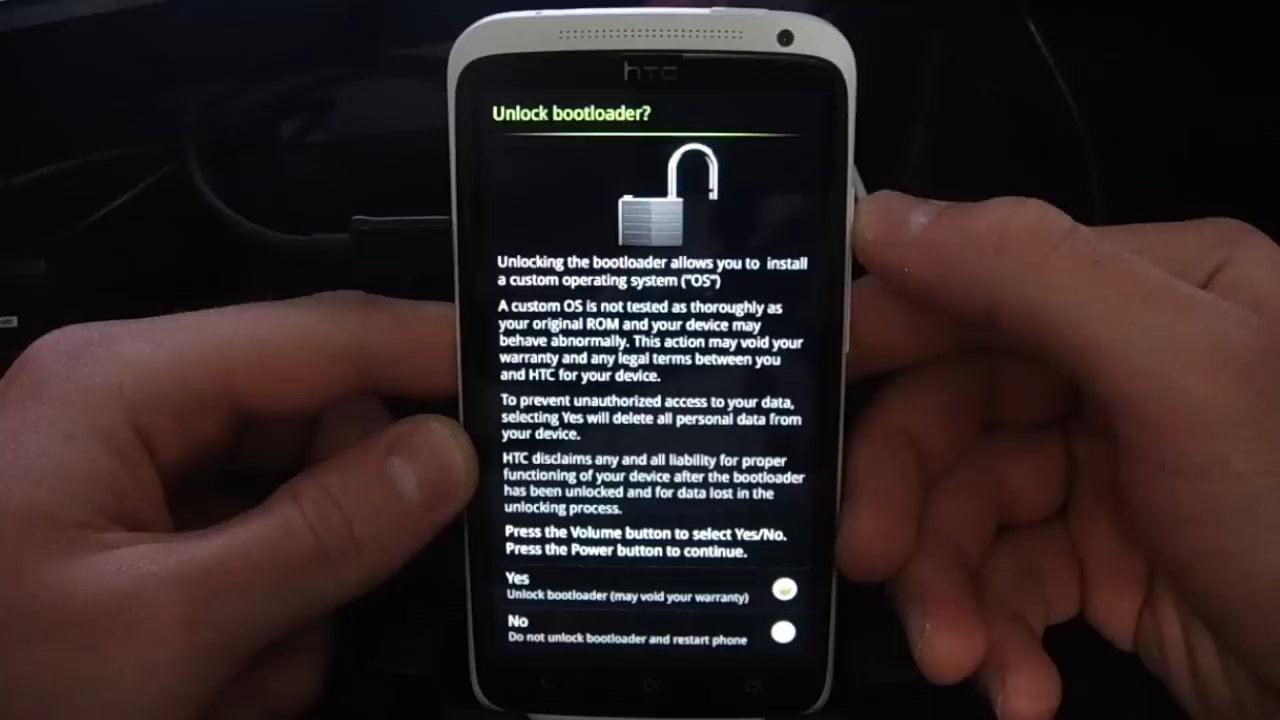 htc
Unlock bootloader?
Unlocking the bootloader allows you to install
a custom operating system ("OS")
A custom OS is not tested as thoroughly as
your original ROM and your device may
behave abnormally. This action may void your
warranty and any legal terms between you
and HTC for your device.
To prevent unauthorized access to your data,
selecting Yes will delete all personal data from
your device.
HTC disclaims any and all liability for proper
functioning of your device after the bootloader
has been unlocked and for data lost in the
unlocking process.
Press the Volume button to select Yes/No.
Press the Power button to continue.
Yes
Unlock bootloader (may void your warranty)
No
Do not unlock bootloader and restart phone